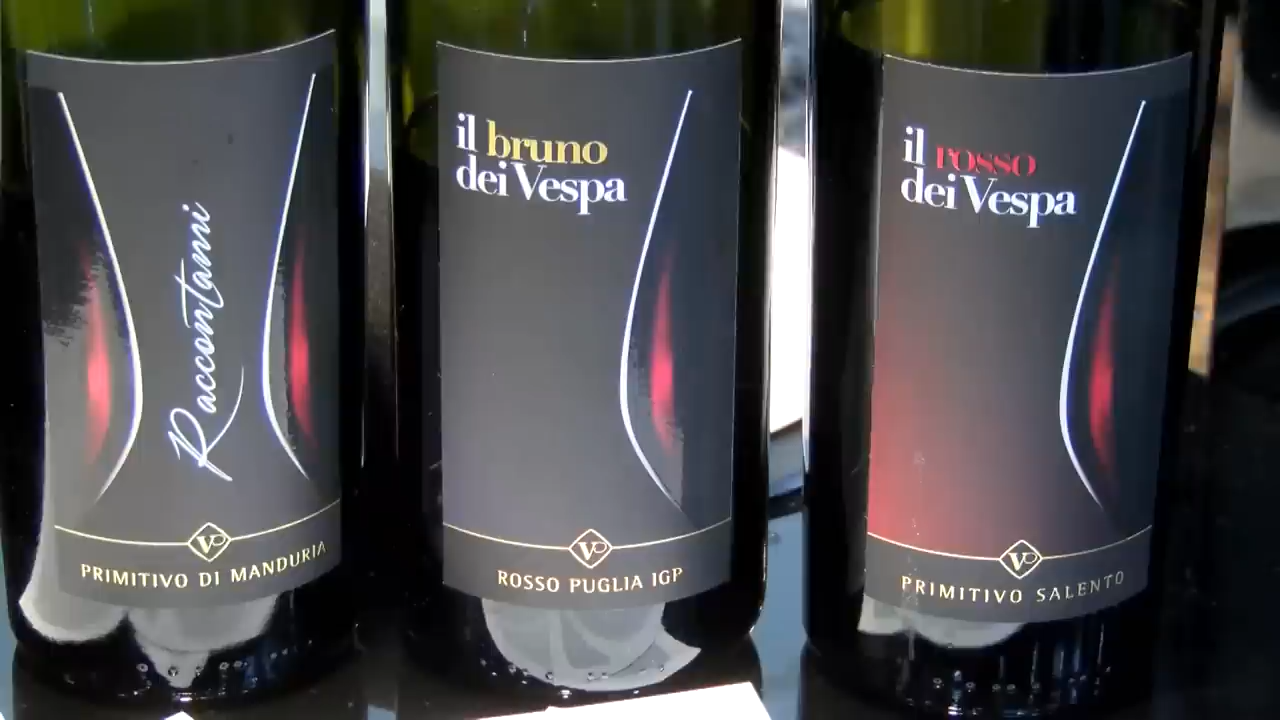 Raccontami
V
PRIMITIVO DI MANDURIA
il bruno
dei Vespa
V
ROSSO PUGLIA IGP
il rosso
dei Vespa
V
PRIMITIVO SALENTO